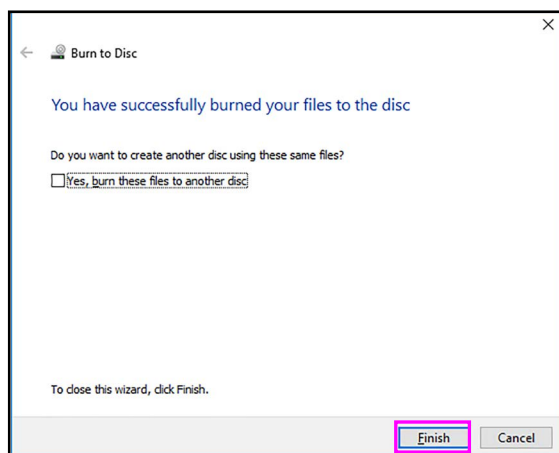 Burn to Disc
You have successfully burned your files to the disc
Do you want to create another disc using these same files?
Yes, burn these files to another disc
To close this wizard, click Finish.
Finish
Cancel